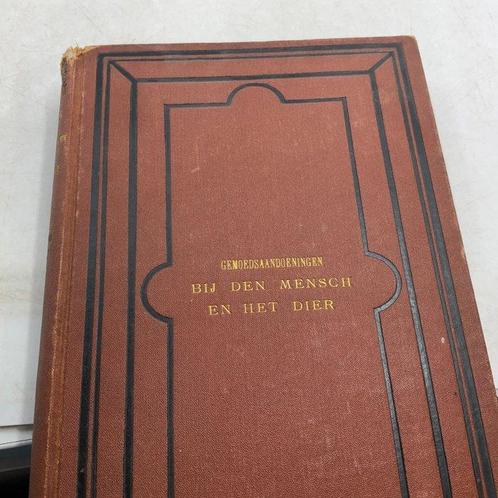 GEMOEDSAANDOENINGEN
BIJ DEN MENSCH
EN HET DIER